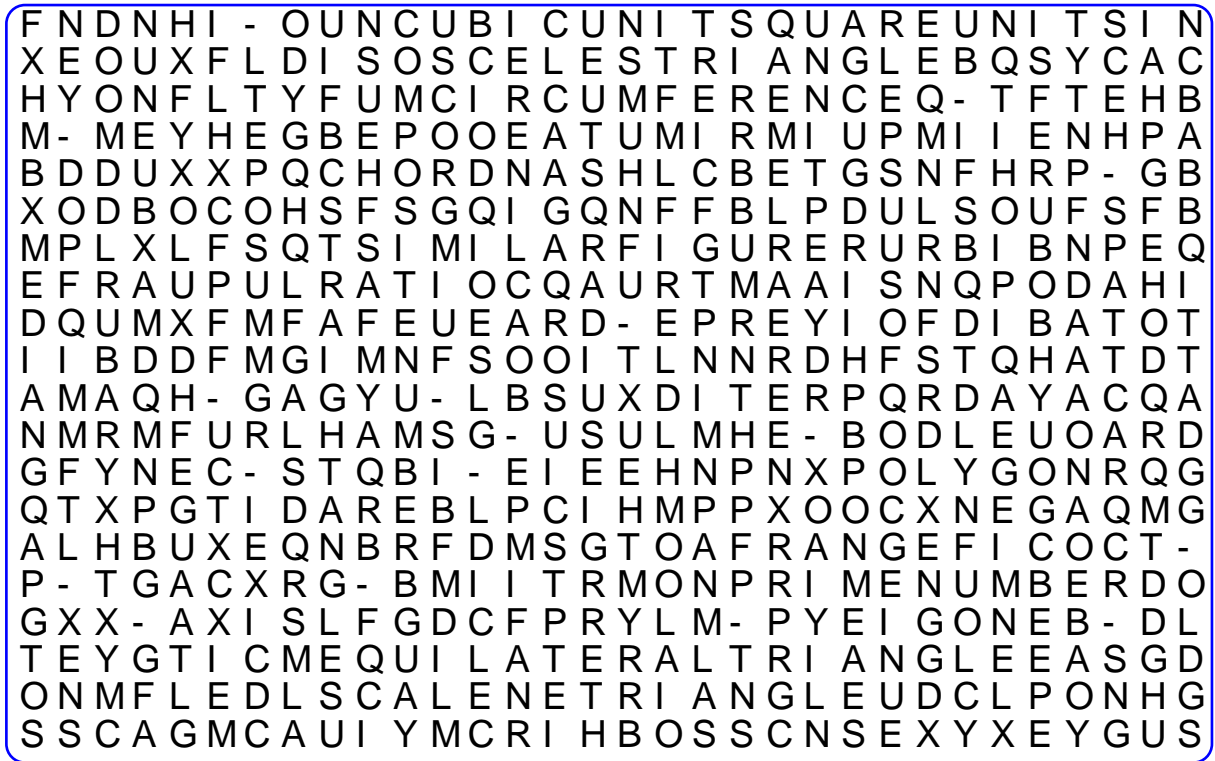 FNDNHI-OUNCUBICUNITSQUAREUNITSIN
XEOUXFLDISOSCELESTRIANGLEBQSYCAC
HYONFLTYFUMCIRCUMFERENCEQ-TFTEHB
M-MEYHEGBEPOOEATUMIRMIUPMIIENHPA
BDDUXXPQCHORDNASHLCBETGSNFHRP-GB
XODBOCOHSFSGQIGQNFFBLPDULSOUFSFB
MPLXLFSQTSIMILARFIGURERURBIBNPEQ
EFRAUPULRATIOCQAURTMAAISNQPODAHI
DQUMXFMFAFEUEARD-EPREYIOFDIBATOT
IIBDDFMGIMNFSOOITLNNRDHFSTQHATDT
AMAQH-GAGYU-LBSUXDITERPQRDAYACQA
NMRMFURLHAMSG-USULMHE-BODLEUOARD
GFYNEC-STQBI-EIEEHNPNXPOLYGONRQG
QTXPGTIDAREBLPCIHMPPXOOCXNEGAQMG
ALHBUXEQNBRFDMSGTOAFRANGEFICOCT-
P-TGACXRG-BMIITRMONPRIMENUMBERDO
GXX-AXISLFGDCFPRYLM-PYEIGONEB-DL
TEYGTICMEQUILATERALTRIANGLEEASGD
ONMFLEDLSCALENETRIANGLEUDCLPONHG
SSCAGMCAUIYMCRIHBOSSCNSEXYXEYGUS